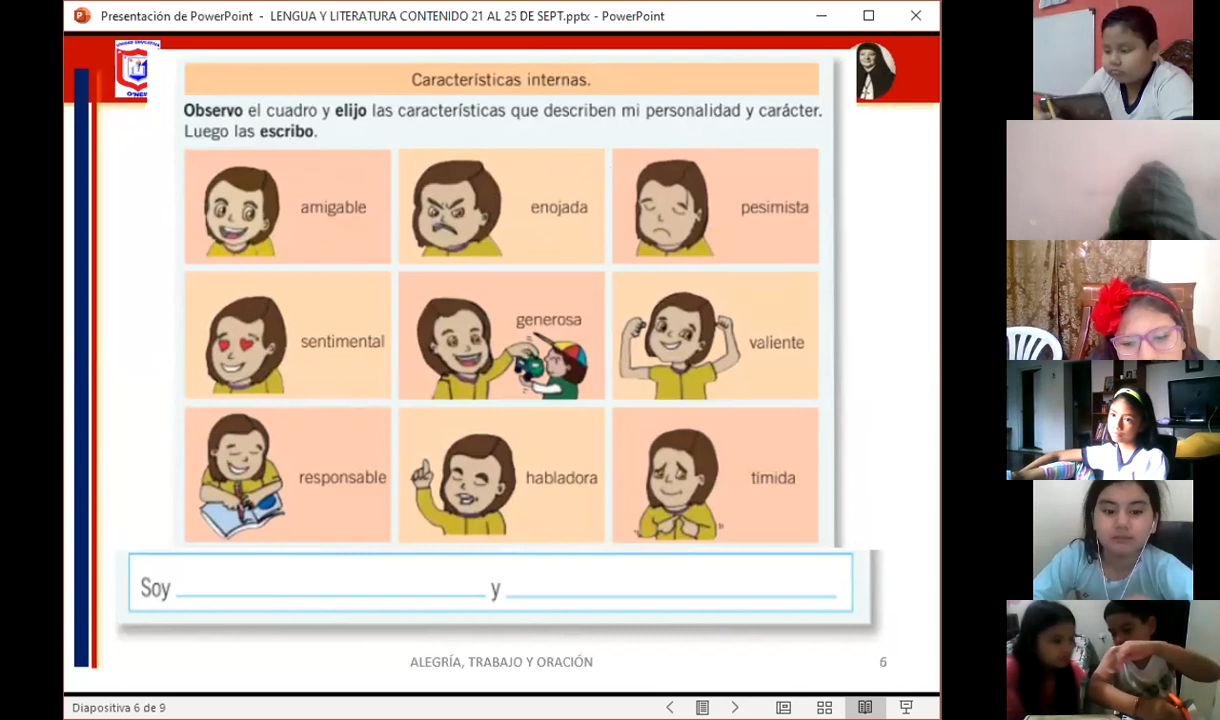 Presentación de PowerPoint - LENGUA Y LITERATURA CONTENIDO 21 AL 25 DE SEPT.pptx - PowerPoint
Características internas.
Observo el cuadro y elijo las características que describen mi personalidad y carácter.
Luego las escribo.
amigable
enojada
pesimista
sentimental
generosa
valiente
responsable
habladora
tímida
Soy ______ y ______
ALEGRÍA, TRABAJO Y ORACIÓN
6
Diapositiva 6 de 9